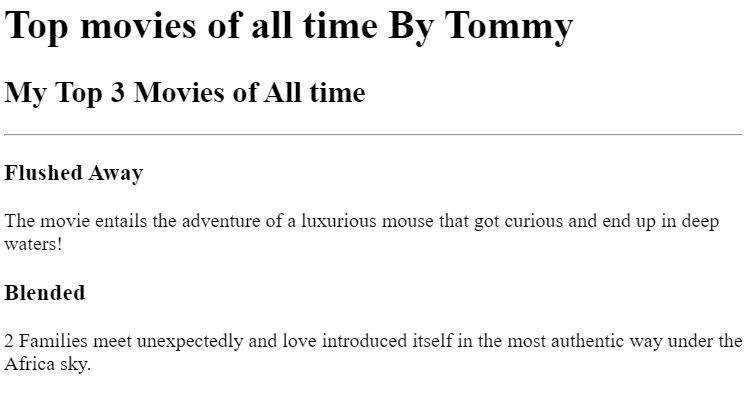 Top movies of all time By Tommy
My Top 3 Movies of All time
Flushed Away
The movie entails the adventure of a luxurious mouse that got curious and end up in deep
waters!
Blended
2 Families meet unexpectedly and love introduced itself in the most authentic way under the
Africa sky.